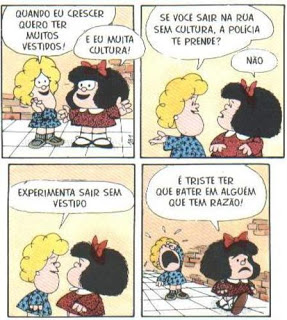 QUANDO EU CRESCER
QUERO TER
MUITOS
VESTIDOS!
E EU MUITA
CULTURA!
SE VOCÊ SAIR NA RUA
SEM CULTURA, A POLÍCIA
TE PRENDE?
NÃO
EXPERIMENTA SAIR SEM
VESTIDO
É TRISTE TER
QUE BATER EM ALGUÉM
QUE TEM RAZÃO!